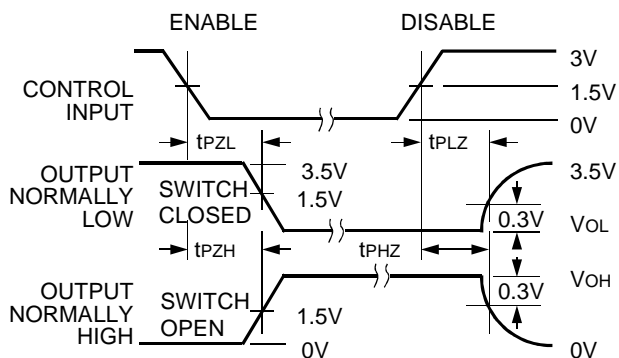 ENABLE DISABLE
3V
CONTROL
INPUT
1.5V
0V
tPZL tPLZ
OUTPUT
NORMALLY
LOW
SWITCH
CLOSED
3.5V
1.5V
3.5V
0.3V
VOL
tPZH tPHZ
VOH
OUTPUT
NORMALLY
HIGH
SWITCH
OPEN
1.5V
0V
0.3V
0V